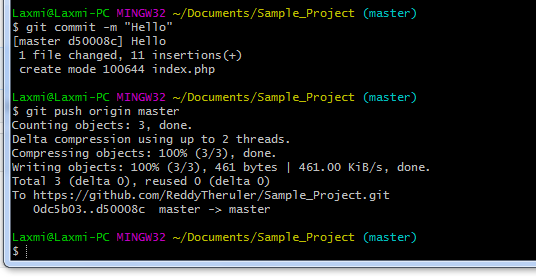 Laxmi@Laxmi-PC MINGW32 ~/Documents/Sample_Project (master)
$ git commit -m "Hello"
[master d50008c] Hello
 1 file changed, 11 insertions(+)
 create mode 100644 index.php

Laxmi@Laxmi-PC MINGW32 ~/Documents/Sample_Project (master)
$ git push origin master
Counting objects: 3, done.
Delta compression using up to 2 threads.
Compressing objects: 100% (3/3), done.
Writing objects: 100% (3/3), 461 bytes | 461.00 KiB/s, done.
Total 3 (delta 0), reused 0 (delta 0)
To https://github.com/ReddyTheruler/Sample_Project.git
   0dc5b03..d50008c  master -> master

Laxmi@Laxmi-PC MINGW32 ~/Documents/Sample_Project (master)
$